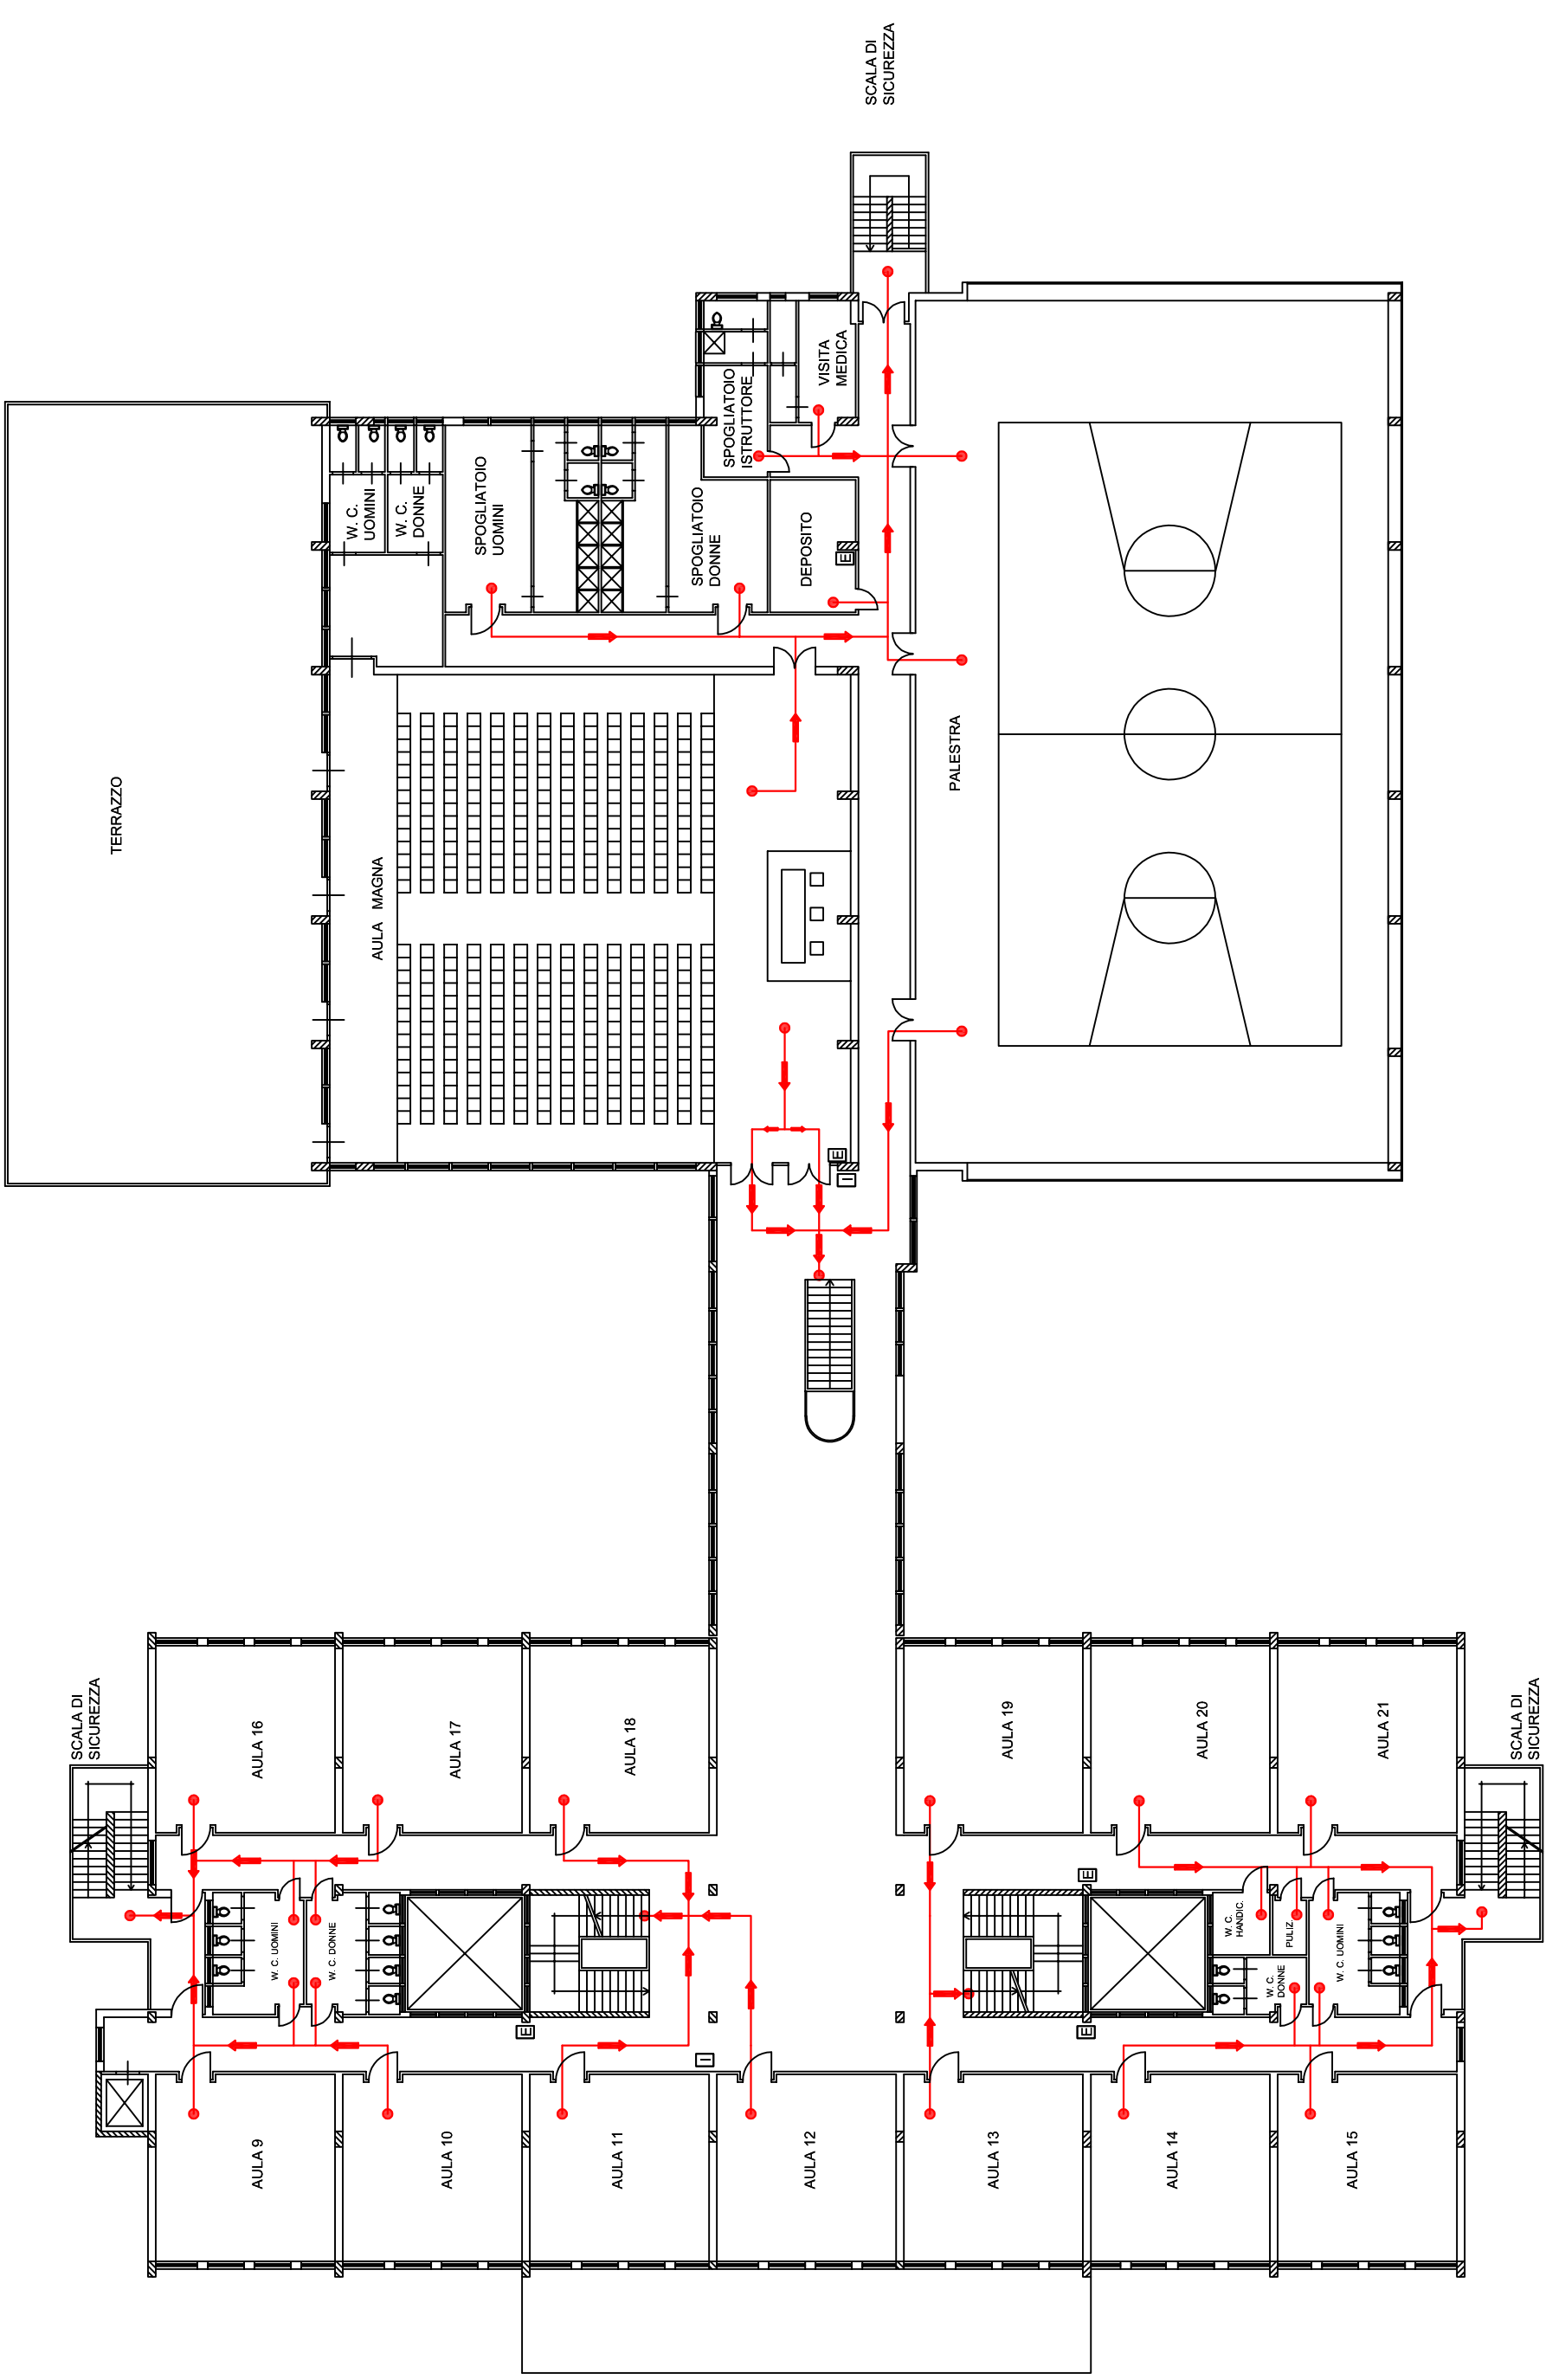 SCALA DI
SICUREZZA
VISITA
MEDICA
SPOGLIATOIO
ISTRUTTORE
W. C.
UOMINI
W. C.
DONNE
SPOGLIATOIO
UOMINI
SPOGLIATOIO
DONNE
DEPOSITO
E
TERRAZZO
AULA MAGNA
PALESTRA
E
I
SCALA DI
SICUREZZA
AULA 16
AULA 17
AULA 18
AULA 19
AULA 20
AULA 21
SCALA DI
SICUREZZA
W. C. UOMINI
W. C. DONNE
E
W. C.
HANDIC.
PULIZ.
W. C. UOMINI
W. C.
DONNE
E
I
E
AULA 9
AULA 10
AULA 11
AULA 12
AULA 13
AULA 14
AULA 15